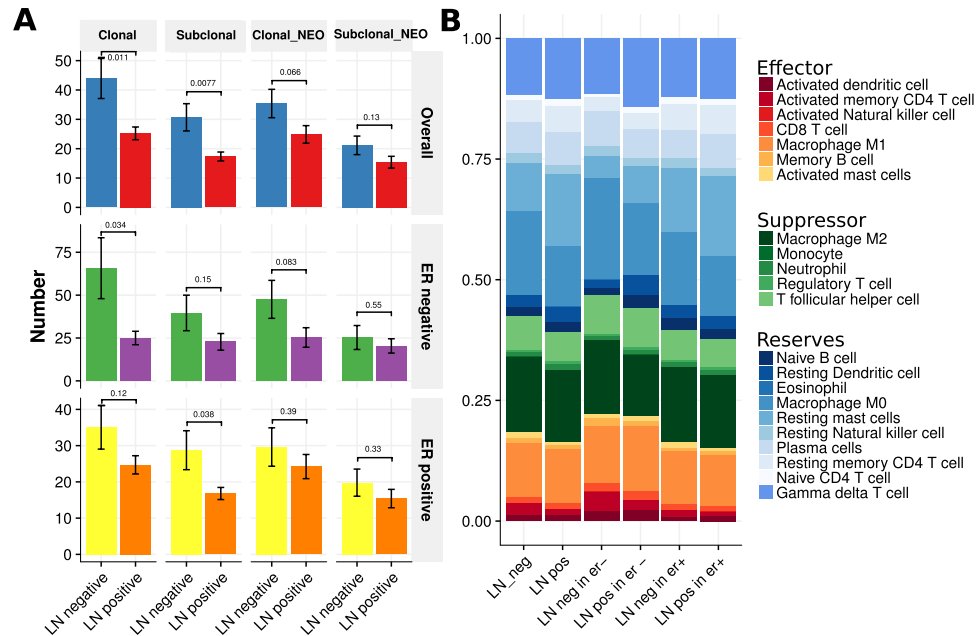 A
Clonal
Subclonal
Clonal_NEO
Subclonal_NEO
Number
50
40
30
20
10
0
0.011
0.0077
0.066
0.13
Overall
75
50
25
0
0.034
0.15
0.083
0.55
ER negative
40
30
20
10
0
0.12
0.038
0.39
0.33
ER positive
LN negative
LN positive
LN negative
LN positive
LN negative
LN positive
LN negative
LN positive
B
1.00
0.75
0.50
0.25
0.00
LN_neg
LN pos
LN neg in er−
LN pos in er −
LN neg in er+
LN pos in er+
Effector
Activated dendritic cell
Activated memory CD4 T cell
Activated Natural killer cell
CD8 T cell
Macrophage M1
Memory B cell
Activated mast cells
Suppressor
Macrophage M2
Monocyte
Neutrophil
Regulatory T cell
T follicular helper cell
Reserves
Naive B cell
Resting Dendritic cell
Eosinophil
Macrophage M0
Resting mast cells
Resting Natural killer cell
Plasma cells
Resting memory CD4 T cell
Naive CD4 T cell
Gamma delta T cell